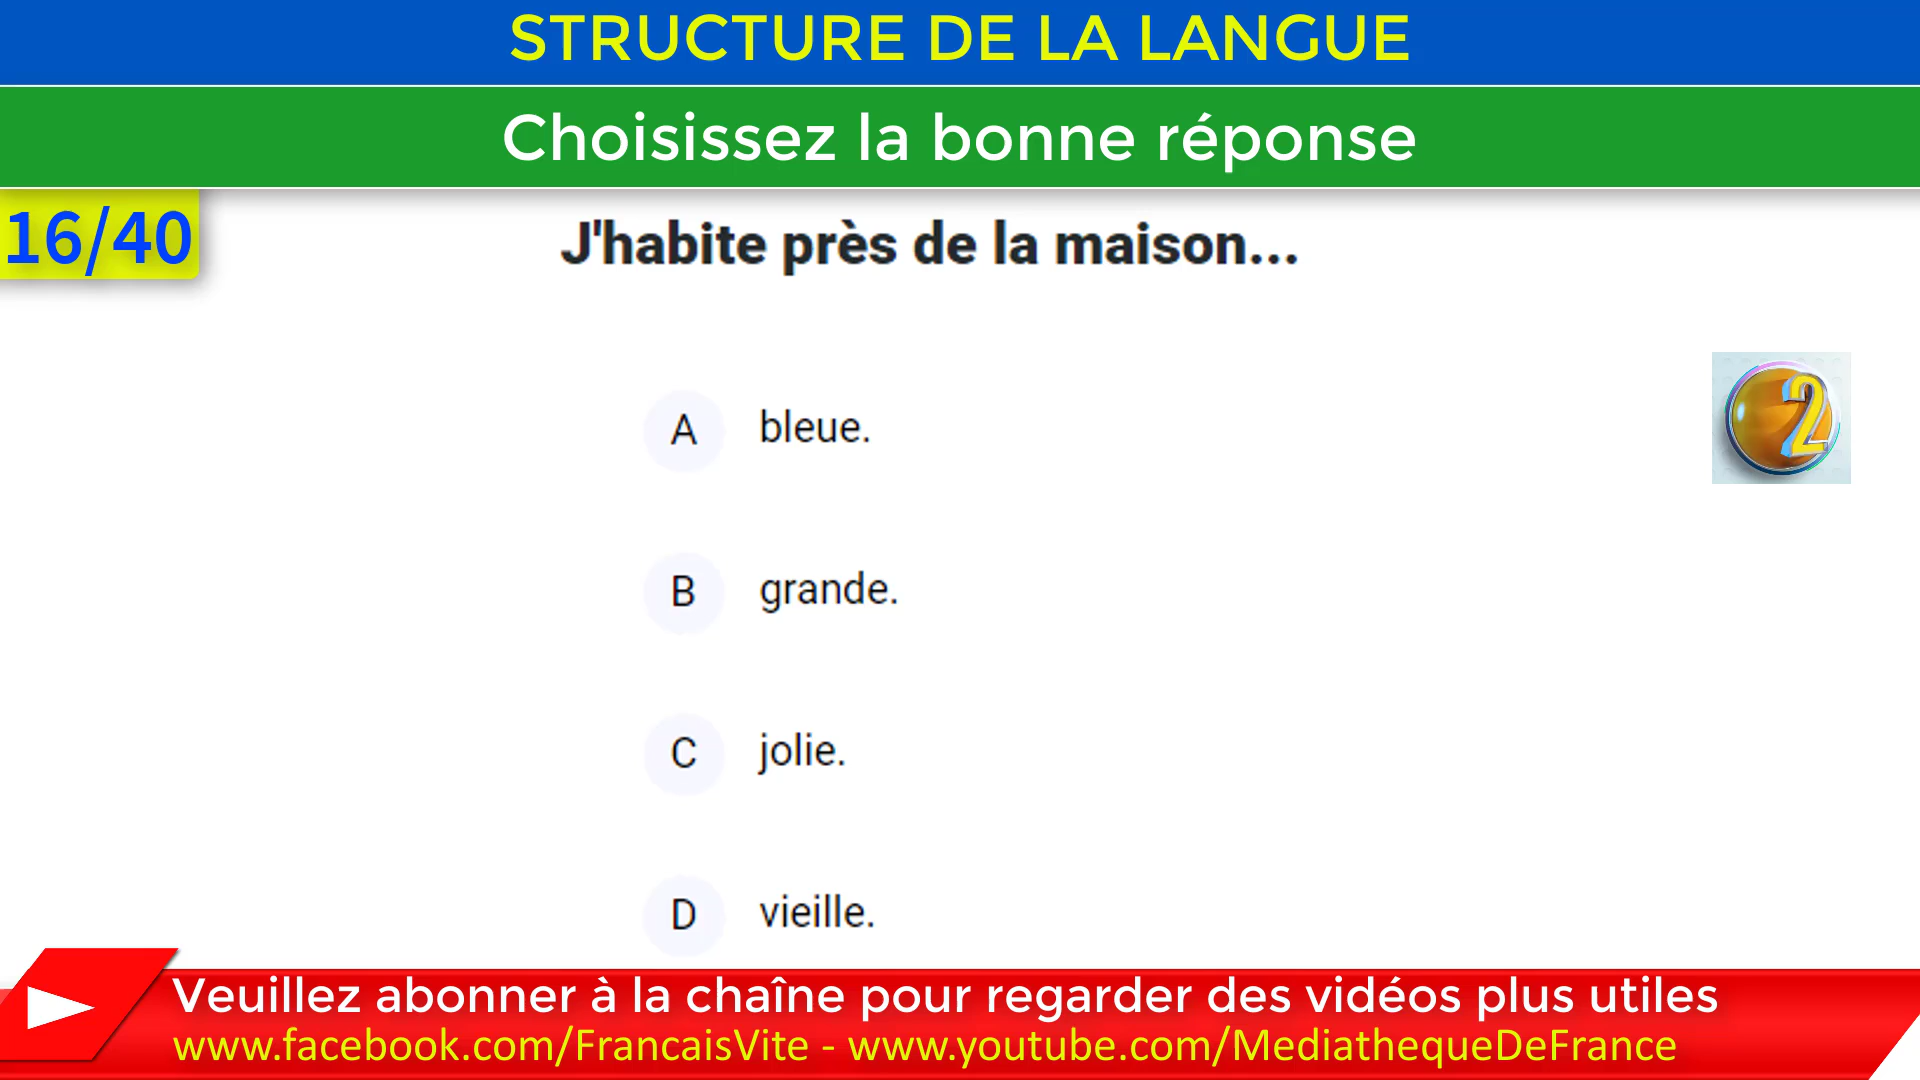 STRUCTURE DE LA LANGUE
Choisissez la bonne réponse
16/40
J'habite près de la maison...
2
A bleue.
B grande.
C jolie.
D vieille.
Veuillez abonner à la chaîne pour regarder des vidéos plus utiles
www.facebook.com/FrancaisVite - www.youtube.com/MediathequeDeFrance